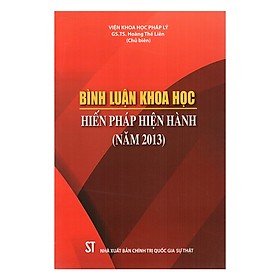 VIỆN KHOA HỌC PHÁP LÝ
GS.TS. Hoàng Thế Liên
(Chủ biên)
BÌNH LUẬN KHOA HỌC
HIẾN PHÁP HIỆN HÀNH
(NĂM 2013)
ST
NHÀ XUẤT BẢN CHÍNH TRỊ QUỐC GIA SỰ THẬT